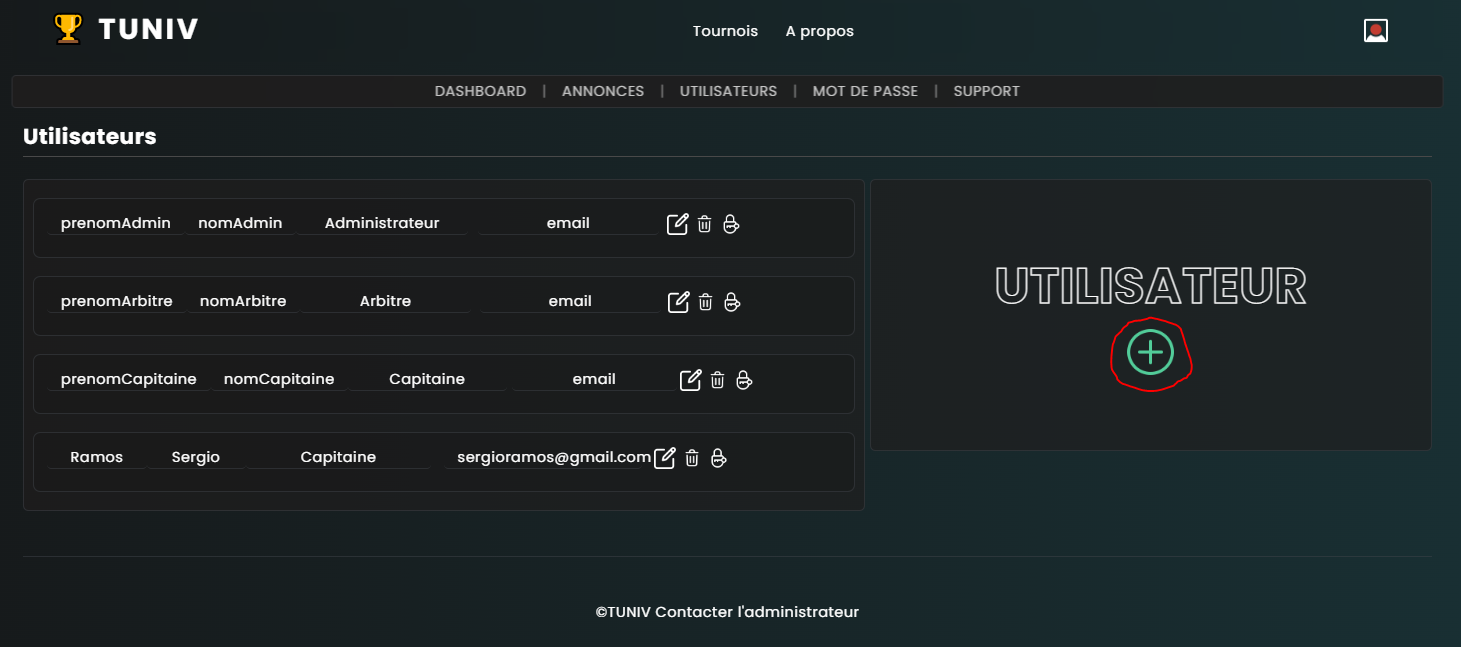 TUNIV
Tournois A propos
DASHBOARD | ANNONCES | UTILISATEURS | MOT DE PASSE | SUPPORT
Utilisateurs
prenomAdmin nomAdmin Administrateur email
prenomArbitre nomArbitre Arbitre email
prenomCapitaine nomCapitaine Capitaine email
Ramos Sergio Capitaine sergioramos@gmail.com
UTILISATEUR
©TUNIV Contacter l'administrateur